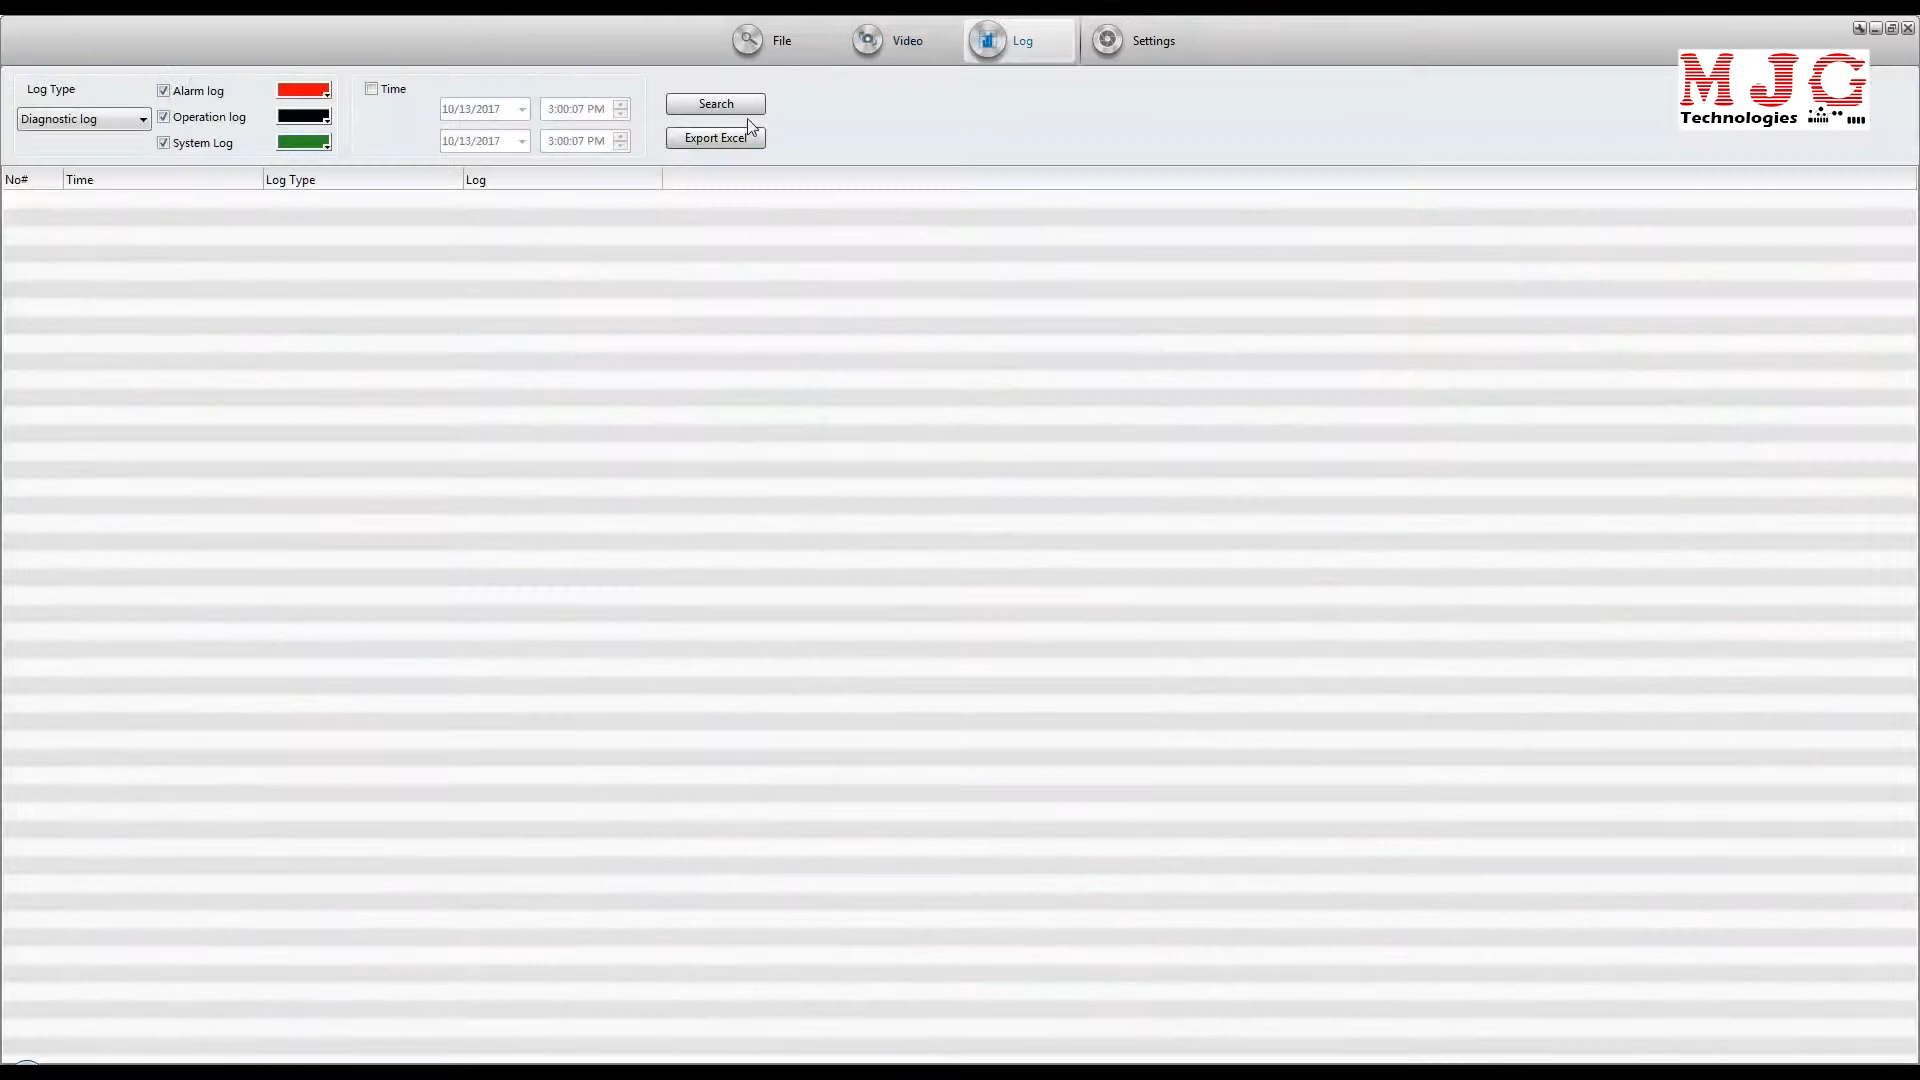 File Video Log Settings
MJG
Technologies
Log Type
Diagnostic log
Alarm log
Operation log
System Log
Time
10/13/2017 3:00:07 PM
10/13/2017 3:00:07 PM
Search
Export Excel
No# Time Log Type Log